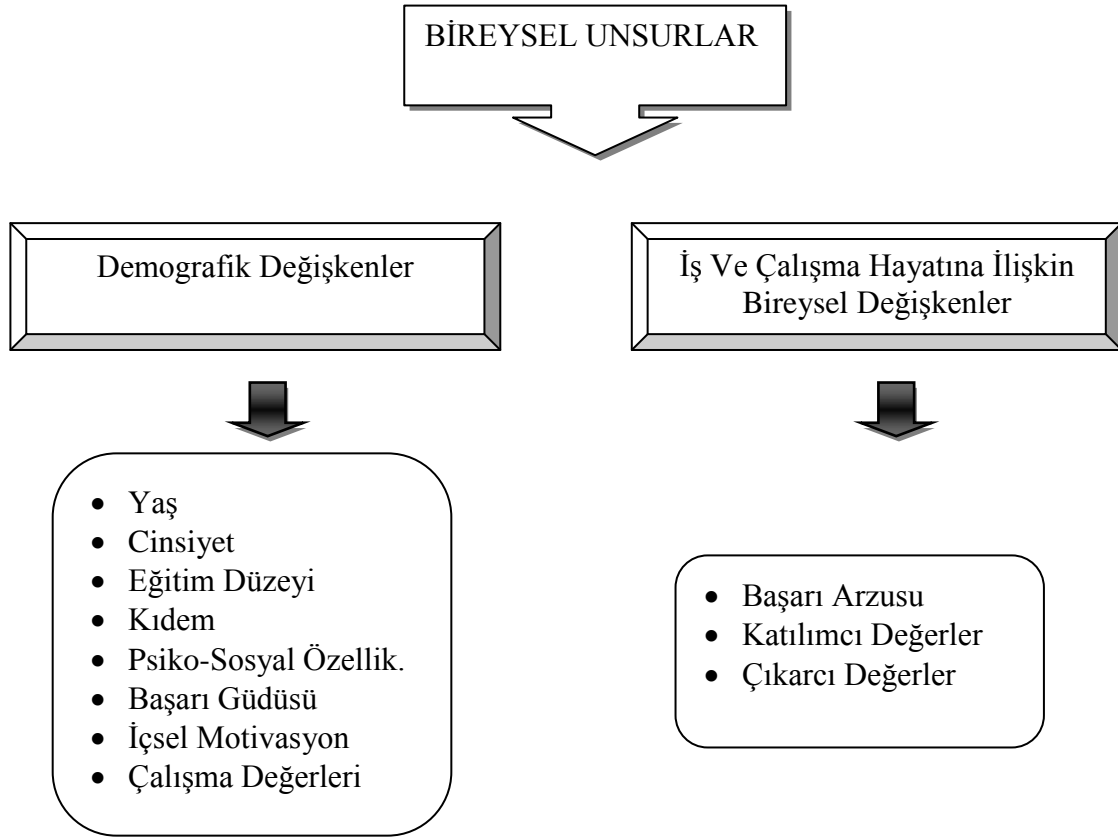 BİREYSEL UNSURLAR
Demografik Değişkenler
İş Ve Çalışma Hayatına İlişkin
Bireysel Değişkenler
• Yaş
• Cinsiyet
• Eğitim Düzeyi
• Kıdem
• Psiko-Sosyal Özellik.
• Başarı Güdüsü
• İçsel Motivasyon
• Çalışma Değerleri
• Başarı Arzusu
• Katılımcı Değerler
• Çıkarcı Değerler